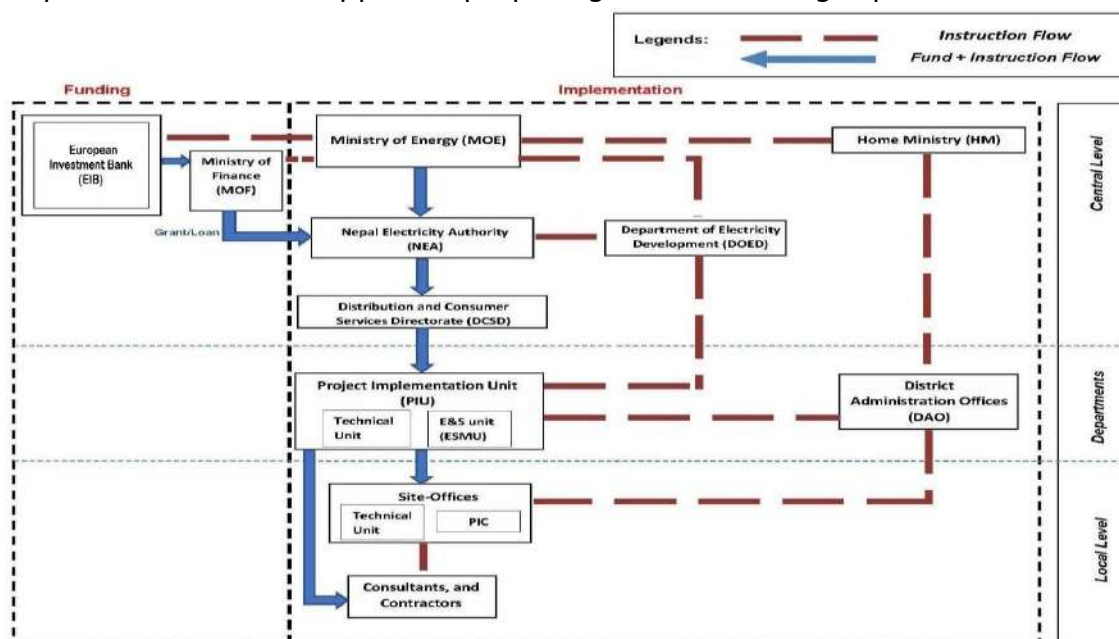 Legends:
Instruction Flow
Fund + Instruction Flow
Funding
Implementation
European
Investment Bank
(EIB)
Ministry of
Finance
(MOF)
Ministry of Energy (MOE)
Home Ministry (HM)
Central Level
Grant/Loan
Nepal Electricity Authority
(NEA)
Department of Electricity
Development (DOED)
Distribution and Consumer
Services Directorate (DCSD)
Project Implementation Unit
(PIU)
Technical
Unit
E&S unit
(ESMU)
District
Administration Offices
(DAO)
Departments
Site-Offices
Technical
Unit
PIC
Consultants, and
Contractors
Local Level